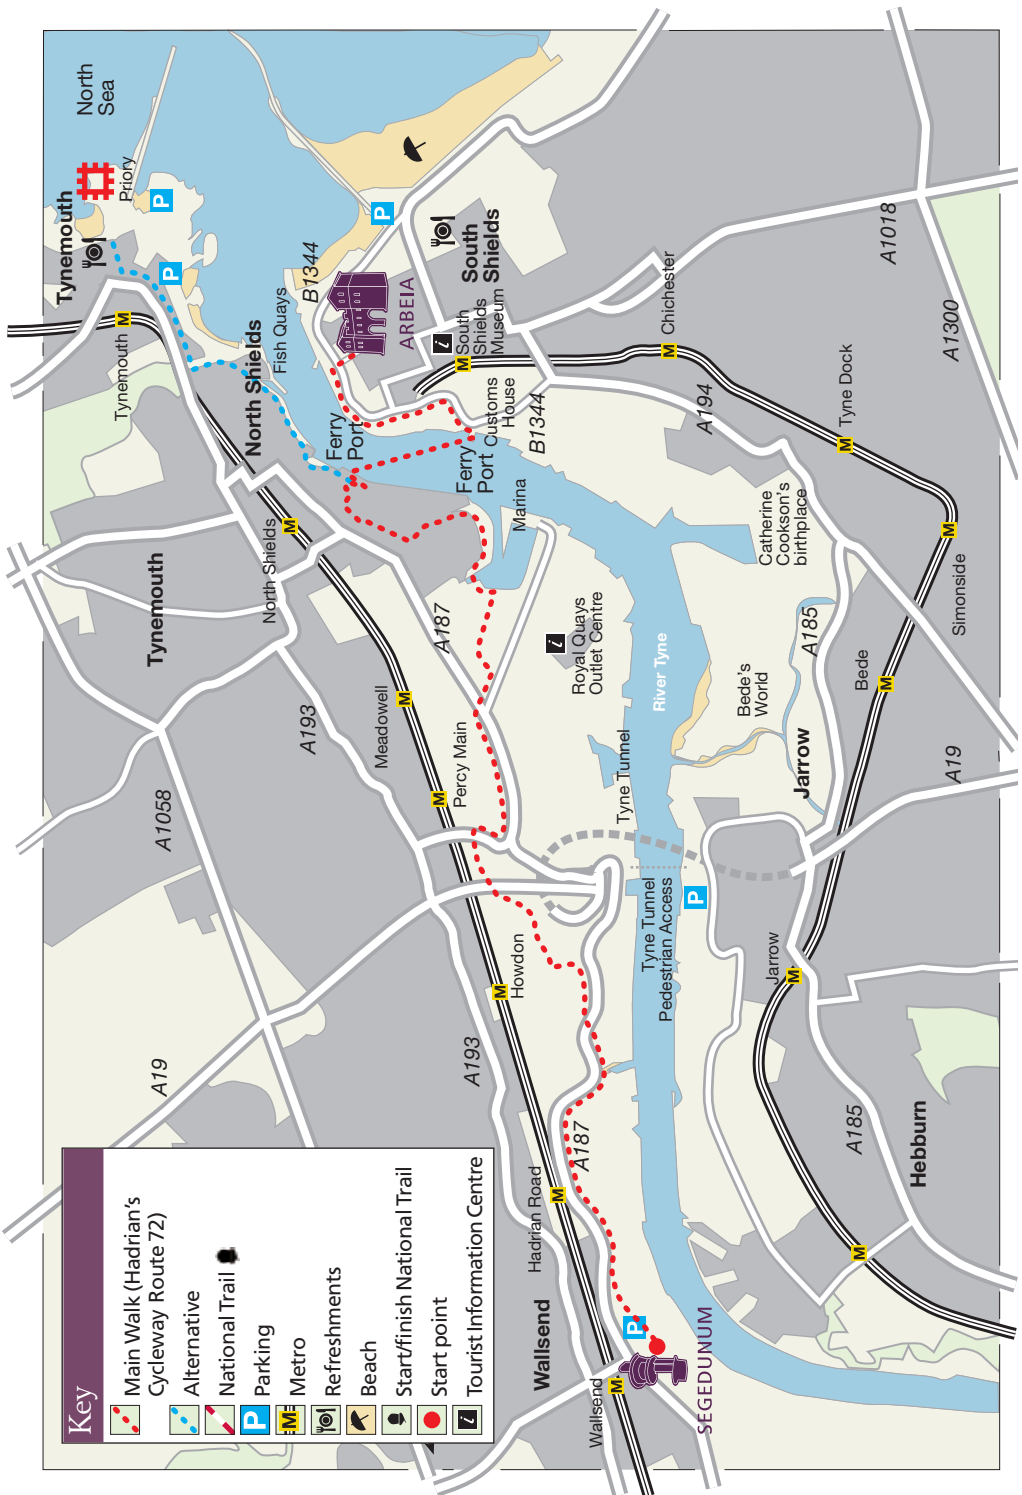 Key
Main Walk (Hadrian's
Cycleway Route 72)
Alternative
National Trail
Parking
Metro
Refreshments
Beach
Start/finish National Trail
Start point
Tourist Information Centre
P
M
i
North
Sea
Priory
Tynemouth
Tynemouth
P
P
North Shields
Fish Quays
B1344
P
ARBEIA
South
Shields
South
Shields
Museum
i
M
Chichester
M
A1018
A1300
Ferry
Port
Ferry
Port
Customs
House
B1344
A194
Tyne Dock
M
Marina
Catherine
Cookson's
birthplace
Simonside
M
Tynemouth
North Shields
M
A187
A193
Meadowell
M
Percy Main
M
A1058
i
Royal Quays
Outlet Centre
River Tyne
Bede's
World
A185
Bede
M
Jarrow
A19
Tyne Tunnel
Tyne Tunnel
Pedestrian Access
P
Jarrow
M
Howdon
M
A19
A193
A187
Hadrian Road
M
A185
Hebburn
M
Wallsend
Wallsend
M
P
SEGEDUNUM
M